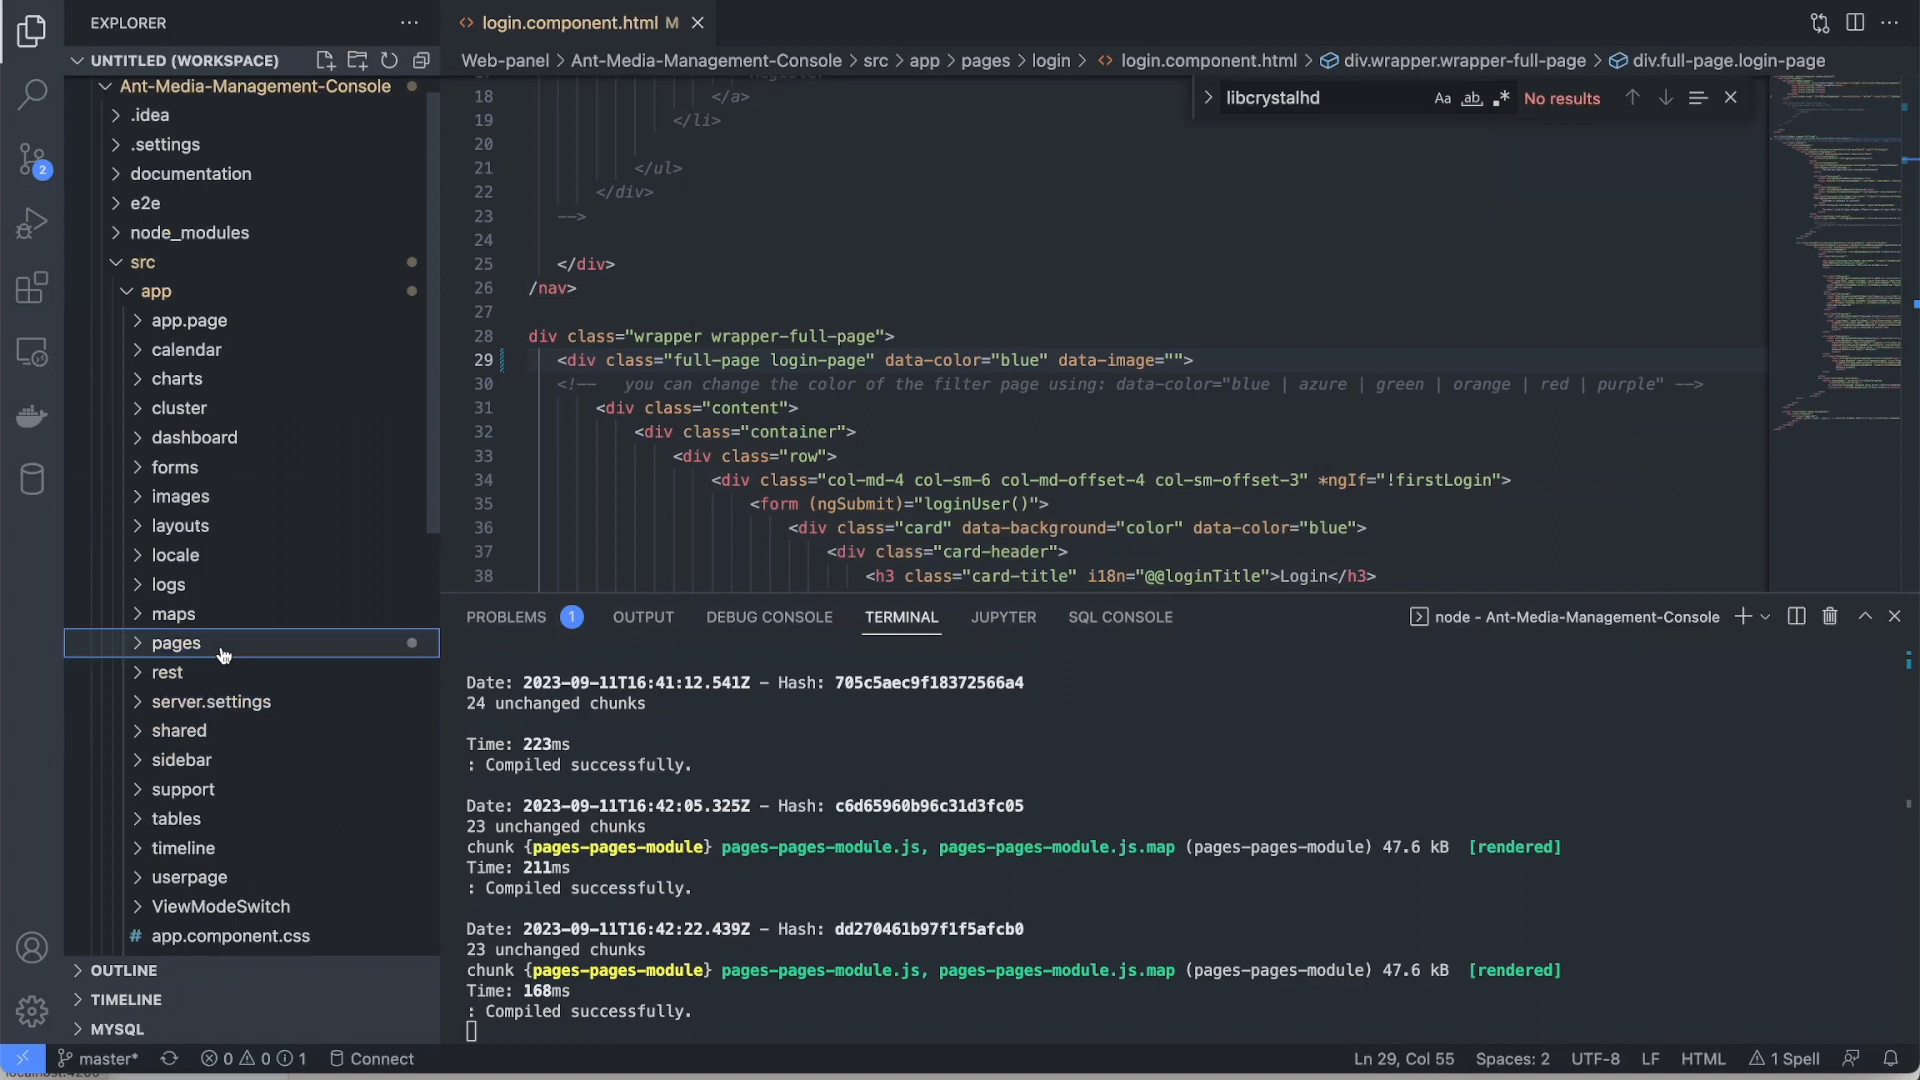 EXPLORER
UNTITLED (WORKSPACE)
Ant-Media-Management-Console
.idea
.settings
documentation
e2e
node_modules
src
app
app.page
calendar
charts
cluster
dashboard
forms
images
layouts
locale
logs
maps
pages
rest
server.settings
shared
sidebar
support
tables
timeline
userpage
ViewModeSwitch
# app.component.css
OUTLINE
TIMELINE
MYSQL
2
<> login.component.html M
Web-panel > Ant-Media-Management-Console > src > app > pages > login > <> login.component.html > div.wrapper.wrapper-full-page > div.full-page.login-page
libcrystalhd Aa ab .* No results
18 </a>
19 </li>
20
21 </ul>
22 </div>
23 -->
24
25 </div>
26 /nav>
27
28 div class="wrapper wrapper-full-page">
29 <div class="full-page login-page" data-color="blue" data-image="">
30 <!-- you can change the color of the filter page using: data-color="blue | azure | green | orange | red | purple" -->
31 <div class="content">
32 <div class="container">
33 <div class="row">
34 <div class="col-md-4 col-sm-6 col-md-offset-4 col-sm-offset-3" *ngIf="!firstLogin">
35 <form (ngSubmit)="loginUser()">
36 <div class="card" data-background="color" data-color="blue">
37 <div class="card-header">
38 <h3 class="card-title" i18n="@@loginTitle">Login</h3>
PROBLEMS 1 OUTPUT DEBUG CONSOLE TERMINAL JUPYTER SQL CONSOLE node - Ant-Media-Management-Console
Date: 2023-09-11T16:41:12.541Z - Hash: 705c5aec9f18372566a4
24 unchanged chunks
Time: 223ms
: Compiled successfully.
Date: 2023-09-11T16:42:05.325Z - Hash: c6d65960b96c31d3fc05
23 unchanged chunks
chunk {pages-pages-module} pages-pages-module.js, pages-pages-module.js.map (pages-pages-module) 47.6 kB [rendered]
Time: 211ms
: Compiled successfully.
Date: 2023-09-11T16:42:22.439Z - Hash: dd270461b97f1f5afcb0
23 unchanged chunks
chunk {pages-pages-module} pages-pages-module.js, pages-pages-module.js.map (pages-pages-module) 47.6 kB [rendered]
Time: 168ms
: Compiled successfully.
master* 0 0 1 Connect Ln 29, Col 55 Spaces: 2 UTF-8 LF HTML 1 Spell